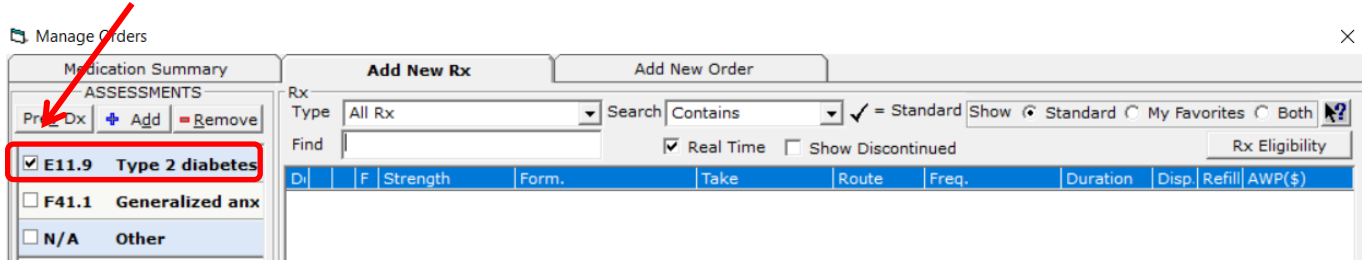 Manage Orders
Medication Summary Add New Rx Add New Order
ASSESSMENTS Rx
Dx Add Remove Type All Rx Search Contains ✓ = Standard Show Standard My Favorites Both
Find Real Time Show Discontinued Rx Eligibility
E11.9 Type 2 diabetes
F Strength Form. Take Route Freq. Duration Disp. Refill AWP($)
F41.1 Generalized anx
N/A Other